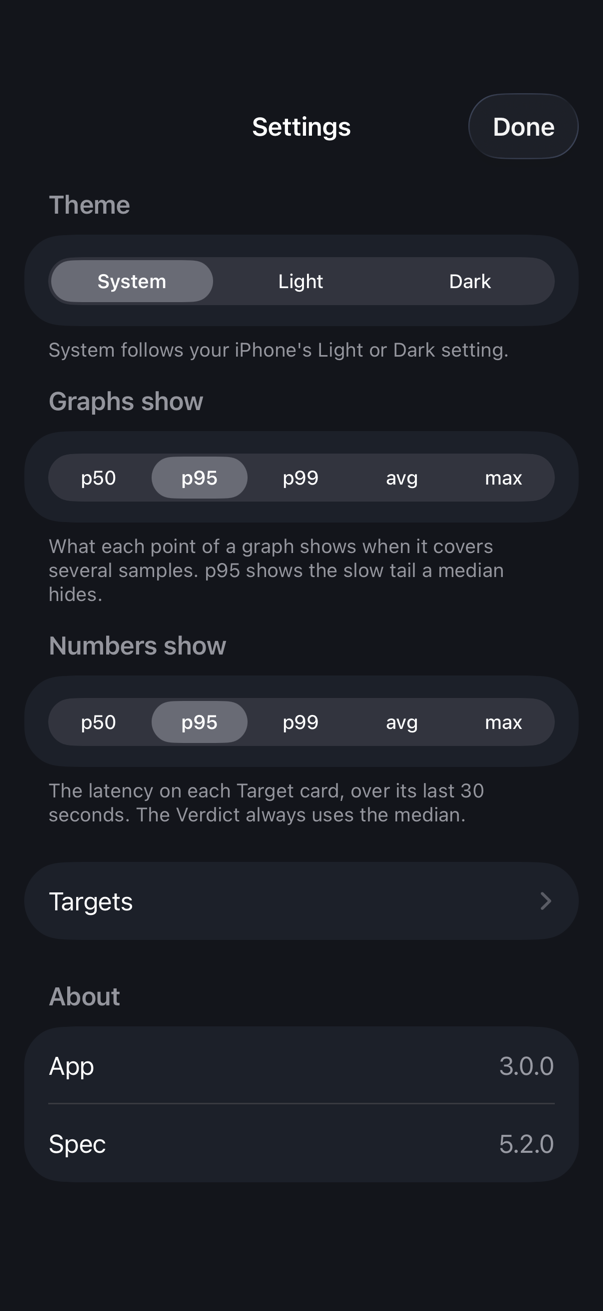 Settings
Done
Theme
System
Light
Dark
System follows your iPhone's Light or Dark setting.
Graphs show
p50
p95
p99
avg
max
What each point of a graph shows when it covers
several samples. p95 shows the slow tail a median
hides.
Numbers show
p50
p95
p99
avg
max
The latency on each Target card, over its last 30
seconds. The Verdict always uses the median.
Targets
About
App
3.0.0
Spec
5.2.0